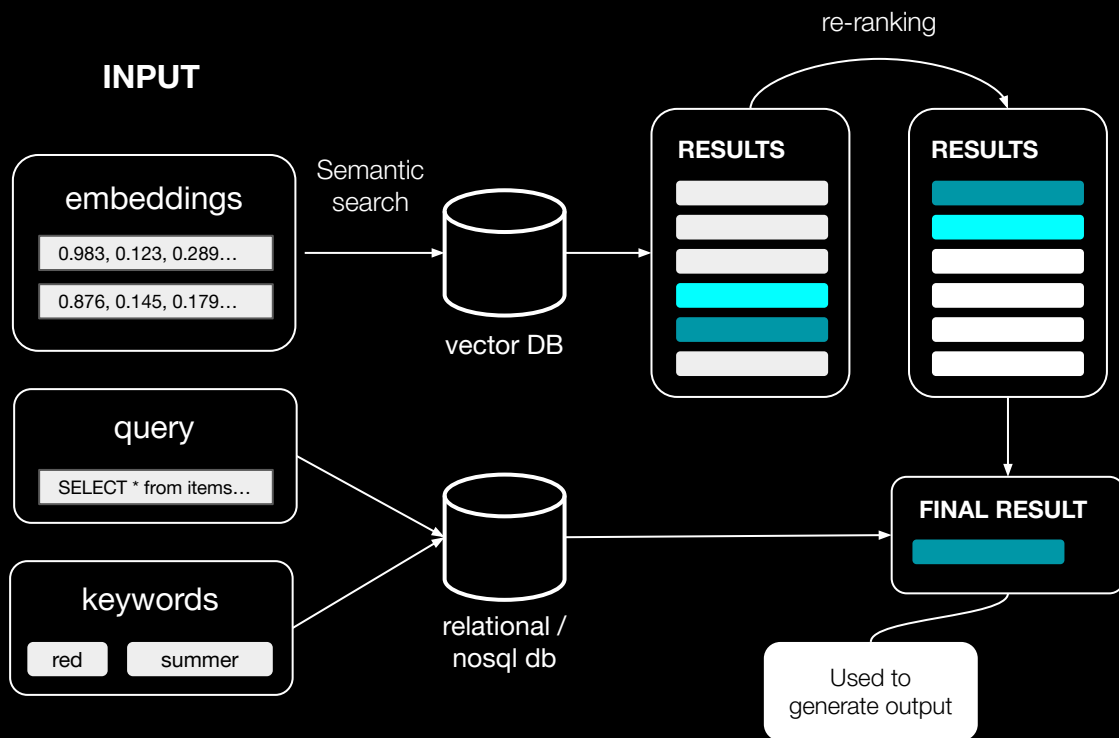 re-ranking
INPUT
RESULTS
RESULTS
Semantic
search
embeddings
0.983, 0.123, 0.289…
0.876, 0.145, 0.179…
vector DB
query
SELECT * from items…
FINAL RESULT
keywords
red
summer
relational /
nosql db
Used to
generate output